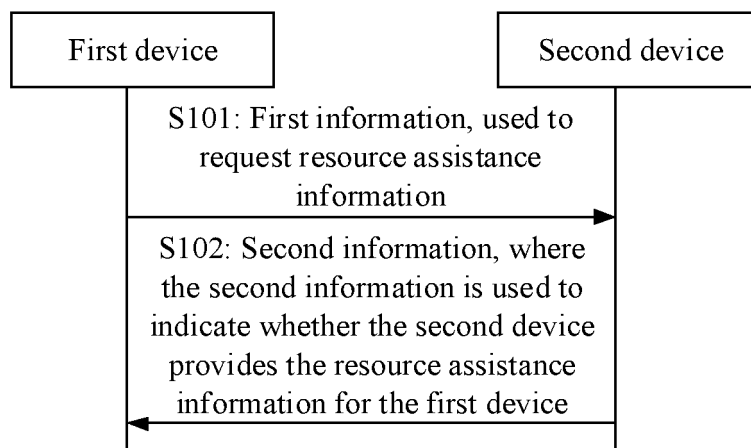 First device
Second device
S101: First information, used to
request resource assistance
information
S102: Second information, where
the second information is used to
indicate whether the second device
provides the resource assistance
information for the first device